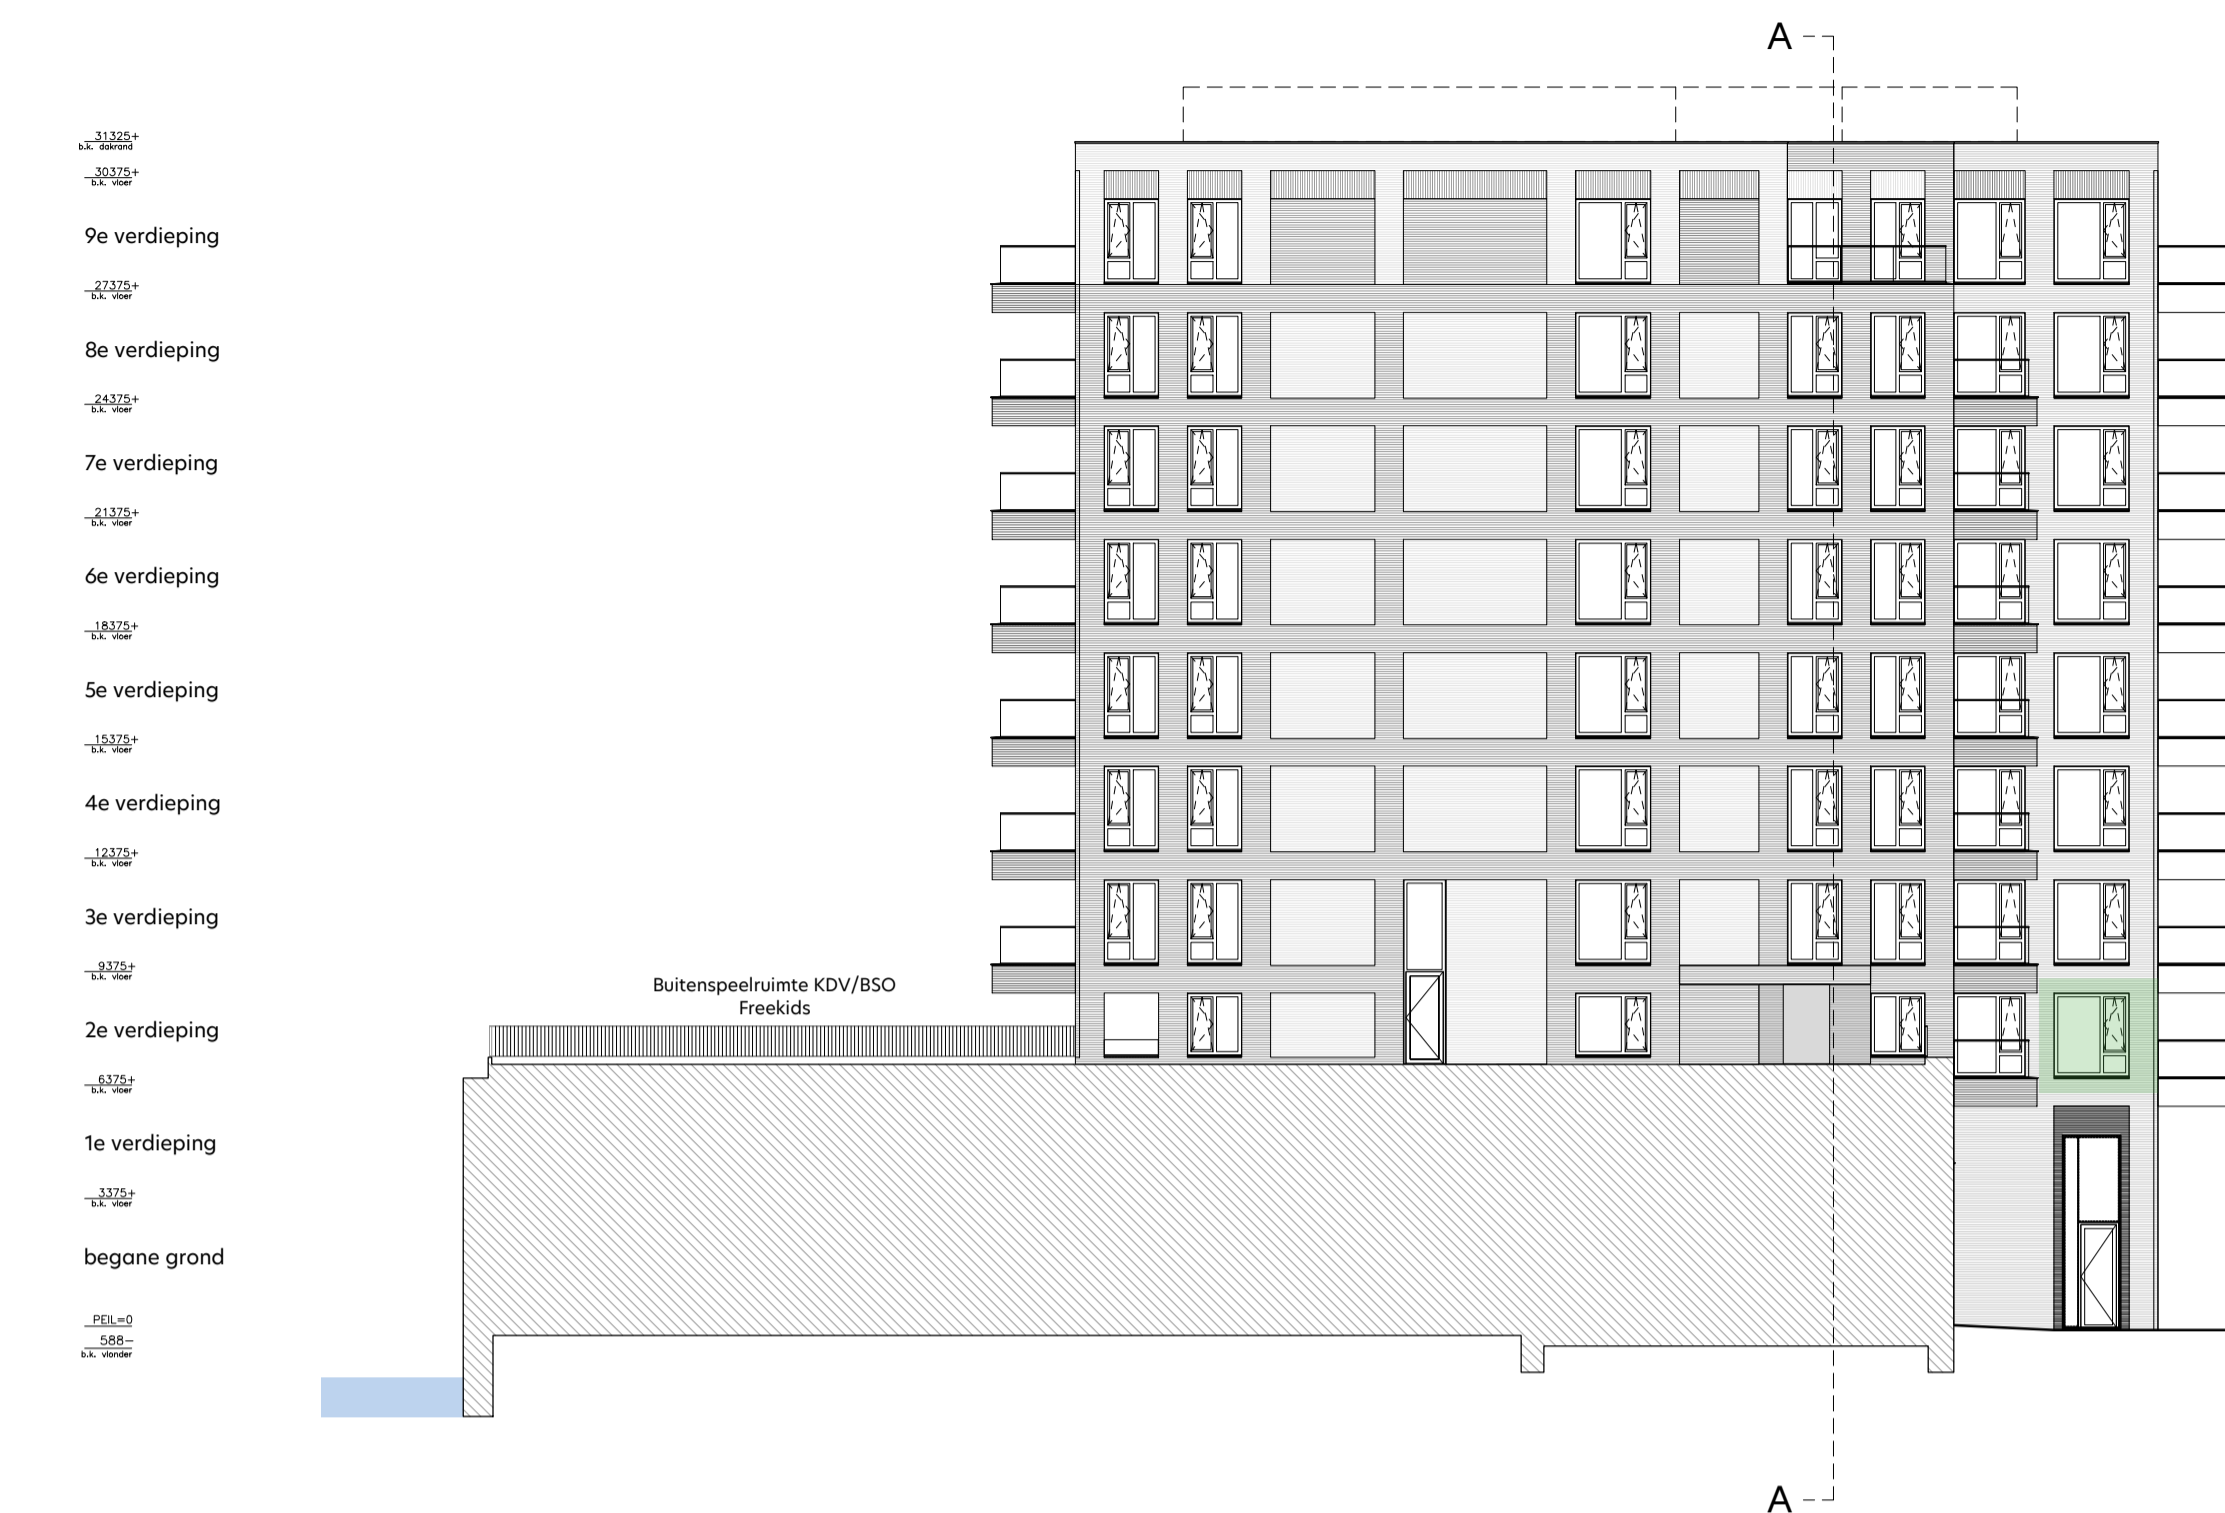 A
31325+
b.k. dakrand
30375+
b.k. vloer
9e verdieping
27375+
b.k. vloer
8e verdieping
24375+
b.k. vloer
7e verdieping
21375+
b.k. vloer
6e verdieping
18375+
b.k. vloer
5e verdieping
15375+
b.k. vloer
4e verdieping
12375+
b.k. vloer
3e verdieping
9375+
b.k. vloer
Buitenspeelruimte KDV/BSO
Freekids
2e verdieping
6375+
b.k. vloer
1e verdieping
3375+
b.k. vloer
begane grond
PEIL=0
588-
b.k. vlonder
A